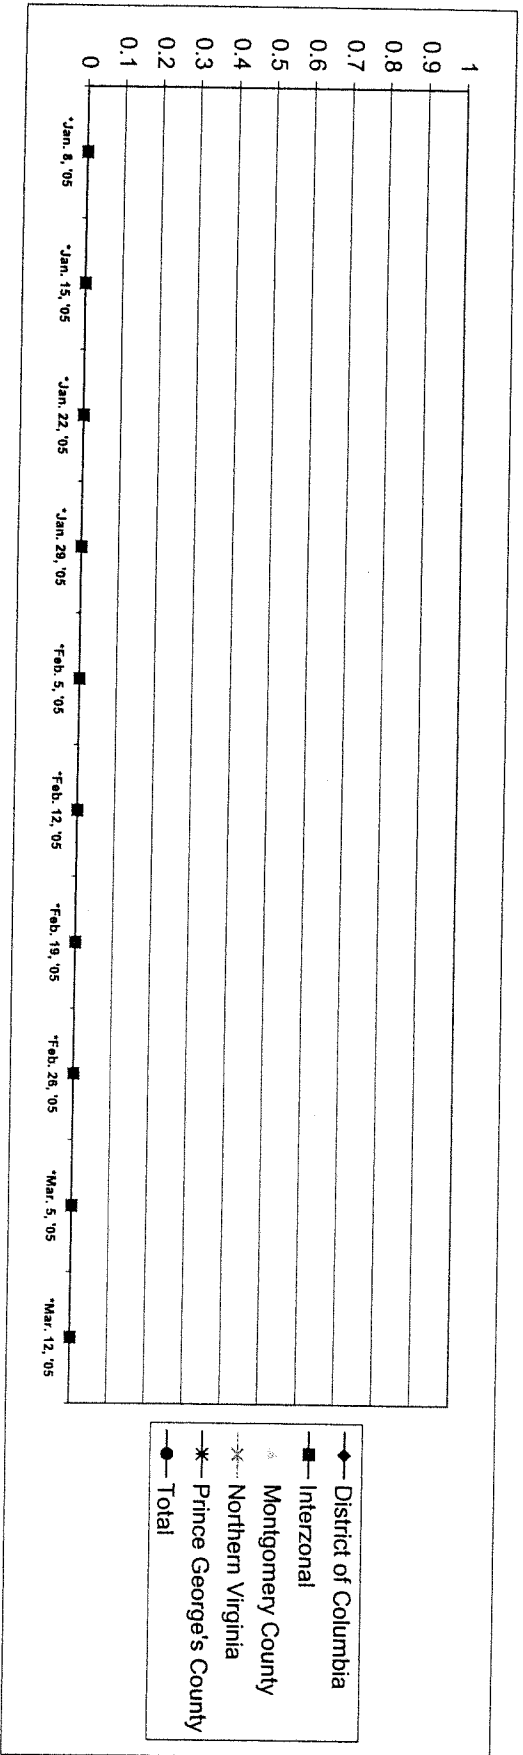 1
0.9
0.8
0.7
0.6
0.5
0.4
0.3
0.2
0.1
0
*Jan. 8, '05
*Jan. 15, '05
*Jan. 22, '05
*Jan. 29, '05
*Feb. 5, '05
*Feb. 12, '05
*Feb. 19, '05
*Feb. 26, '05
*Mar. 5, '05
*Mar. 12, '05
District of Columbia
Interzonal
Montgomery County
Northern Virginia
Prince George's County
Total